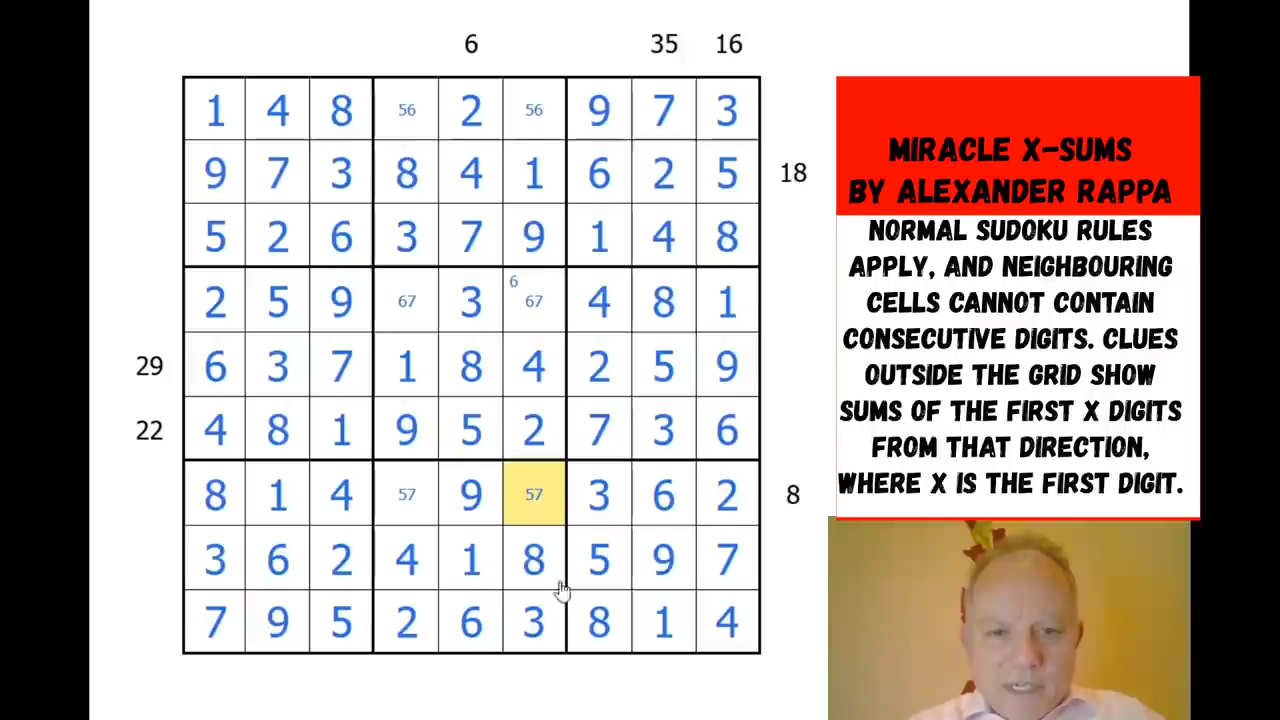 6 35 16
1 4 8 56 2 56 9 7 3
9 7 3 8 4 1 6 2 5 18
5 2 6 3 7 9 1 4 8
2 5 9 67 3 6 67 4 8 1
29 6 3 7 1 8 4 2 5 9
22 4 8 1 9 5 2 7 3 6
8 1 4 57 9 57 3 6 2 8
3 6 2 4 1 8 5 9 7
7 9 5 2 6 3 8 1 4
MIRACLE X-SUMS
BY ALEXANDER RAPPA
NORMAL SUDOKU RULES
APPLY, AND NEIGHBOURING
CELLS CANNOT CONTAIN
CONSECUTIVE DIGITS. CLUES
OUTSIDE THE GRID SHOW
SUMS OF THE FIRST X DIGITS
FROM THAT DIRECTION,
WHERE X IS THE FIRST DIGIT.